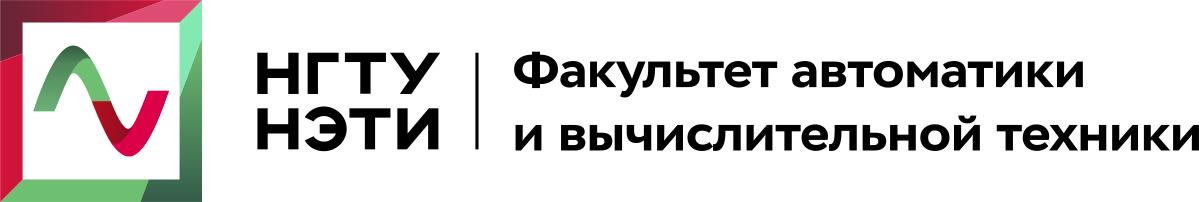 НГТУ
НЭТИ
Факультет автоматики
и вычислительной техники